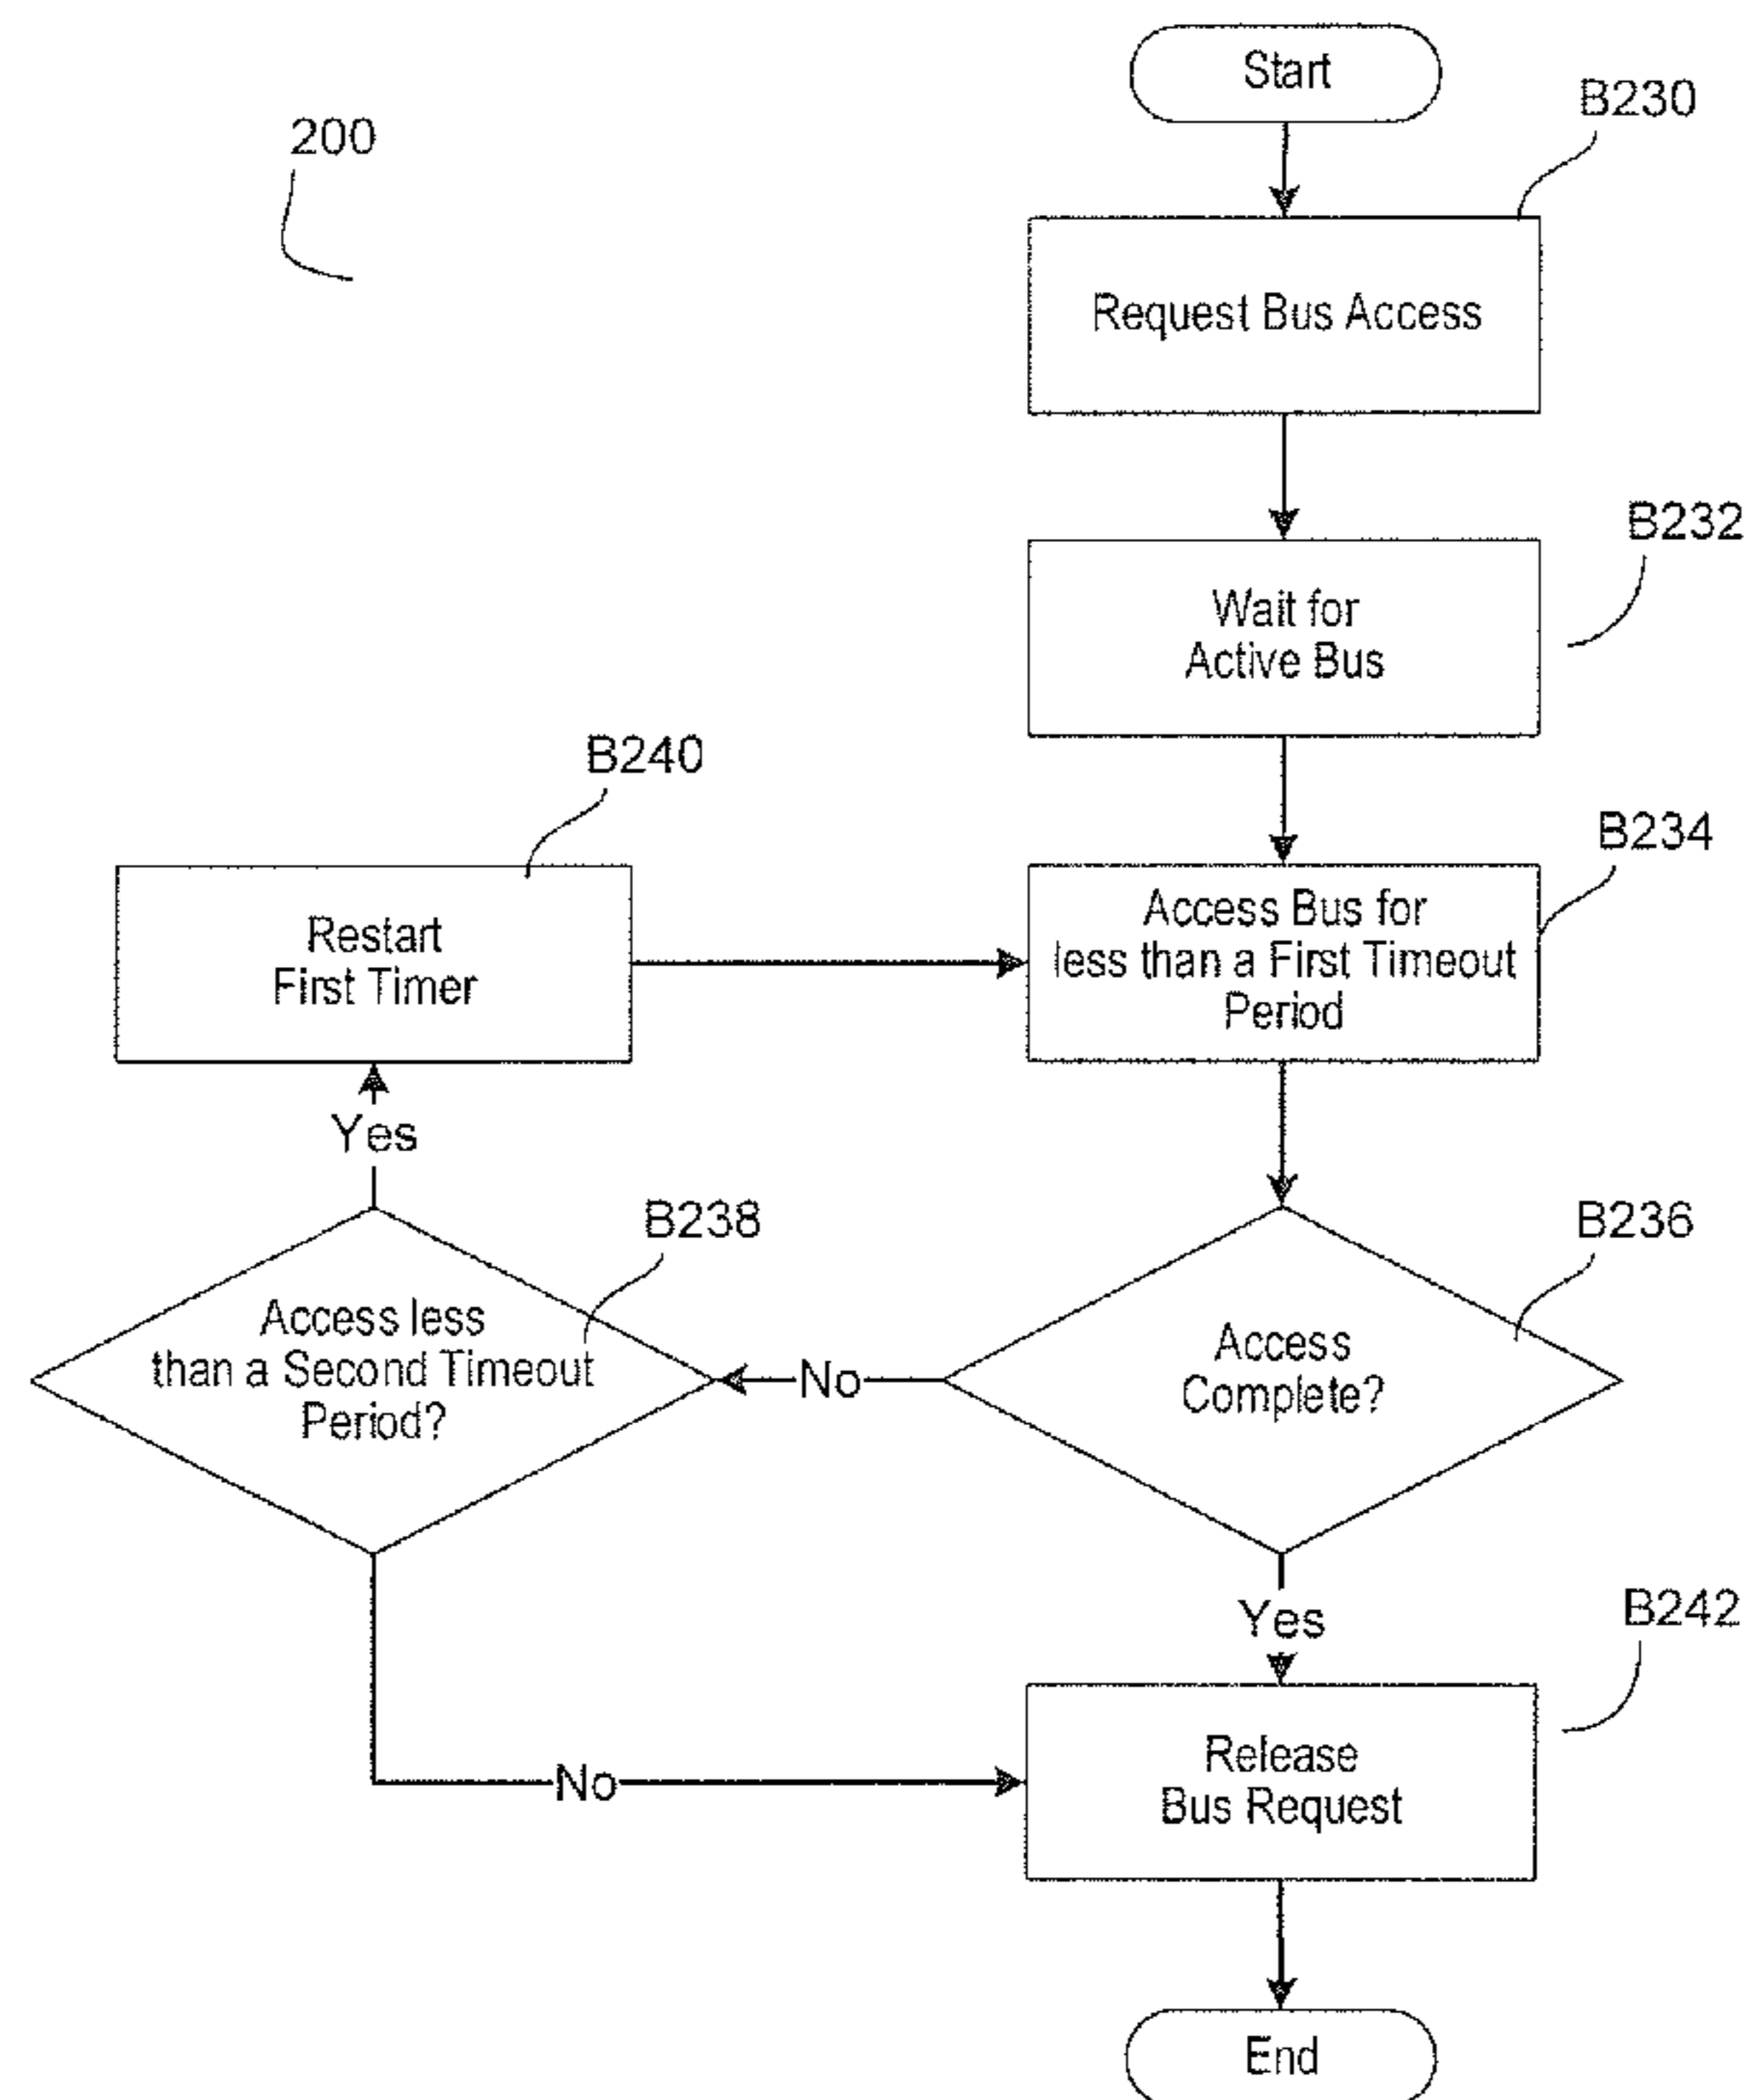 Start
B230
200
Request Bus Access
B232
Wait for
Active Bus
B240
B234
Restart
First Timer
Access Bus for
less than a First Timeout
Period
Yes
B238
B236
Access less
than a Second Timeout
Period?
No
Access
Complete?
Yes
B242
No
Release
Bus Request
End